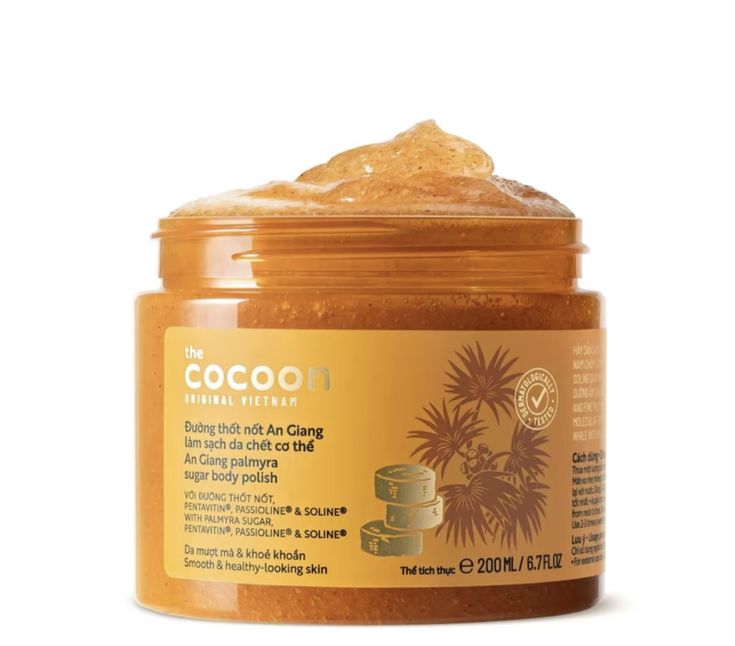 the
cocoon
ORIGINAL VIETNAM
Đường thốt nốt An Giang
làm sạch da chết cơ thể
An Giang palmyra
sugar body polish
VỚI ĐƯỜNG THỐT NỐT,
PENTAVITIN®, PASSIOLINE® & SOLINE®
WITH PALMYRA SUGAR,
PENTAVITIN®, PASSIOLINE® & SOLINE®
Da mượt mà & khoẻ khoắn
Smooth & healthy-looking skin
DERMATOLOGICALLY
• TESTED •
Thể tích thực ℮ 200 ML / 6.7 FL OZ
Cách dùng •
Lưu ý •